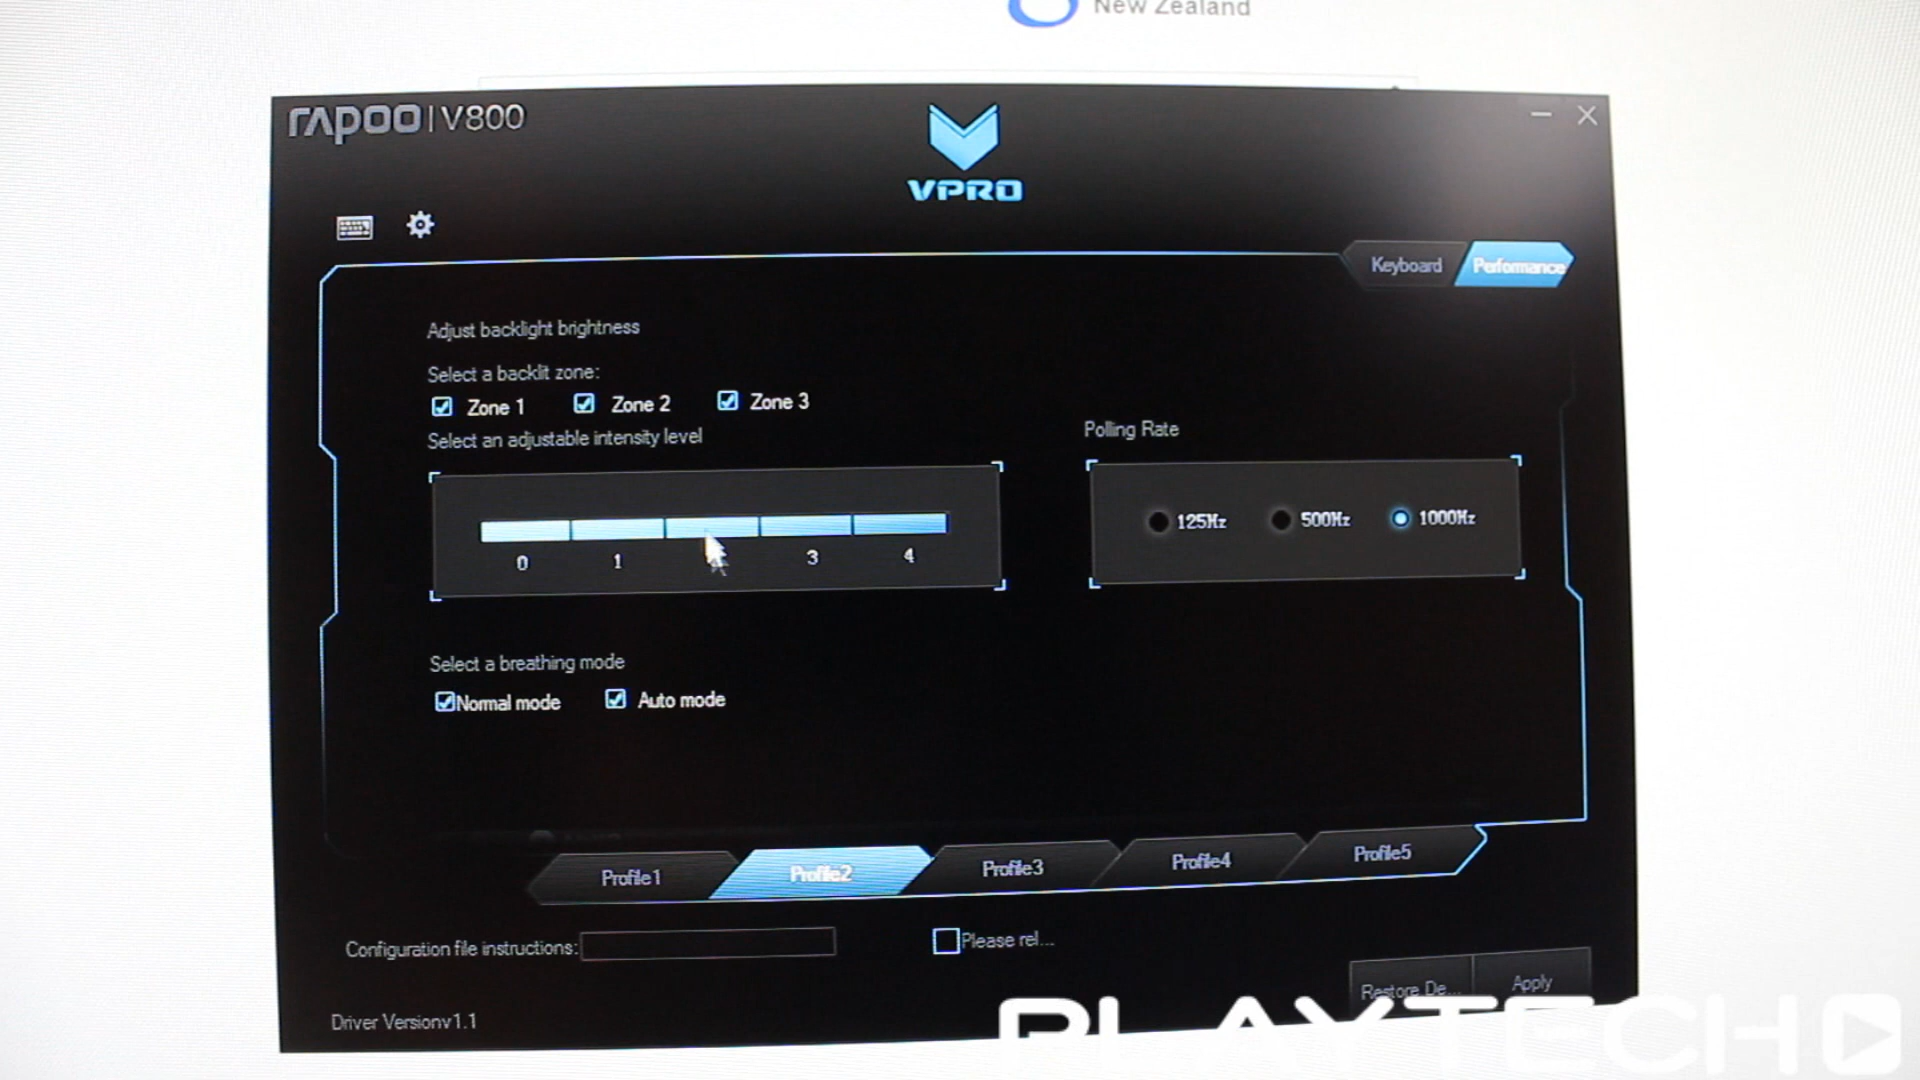 New Zealand
rapoo | V800
VPRO
Keyboard
Performance
Adjust backlight brightness
Select a backlit zone:
Zone 1
Zone 2
Zone 3
Select an adjustable intensity level
0
1
3
4
Polling Rate
125Hz
500Hz
1000Hz
Select a breathing mode
Normal mode
Auto mode
Profile1
Profile2
Profile3
Profile4
Profile5
Configuration file instructions:
Please rel...
Restore De...
Apply
Driver Versionv1.1
PLAYTECH